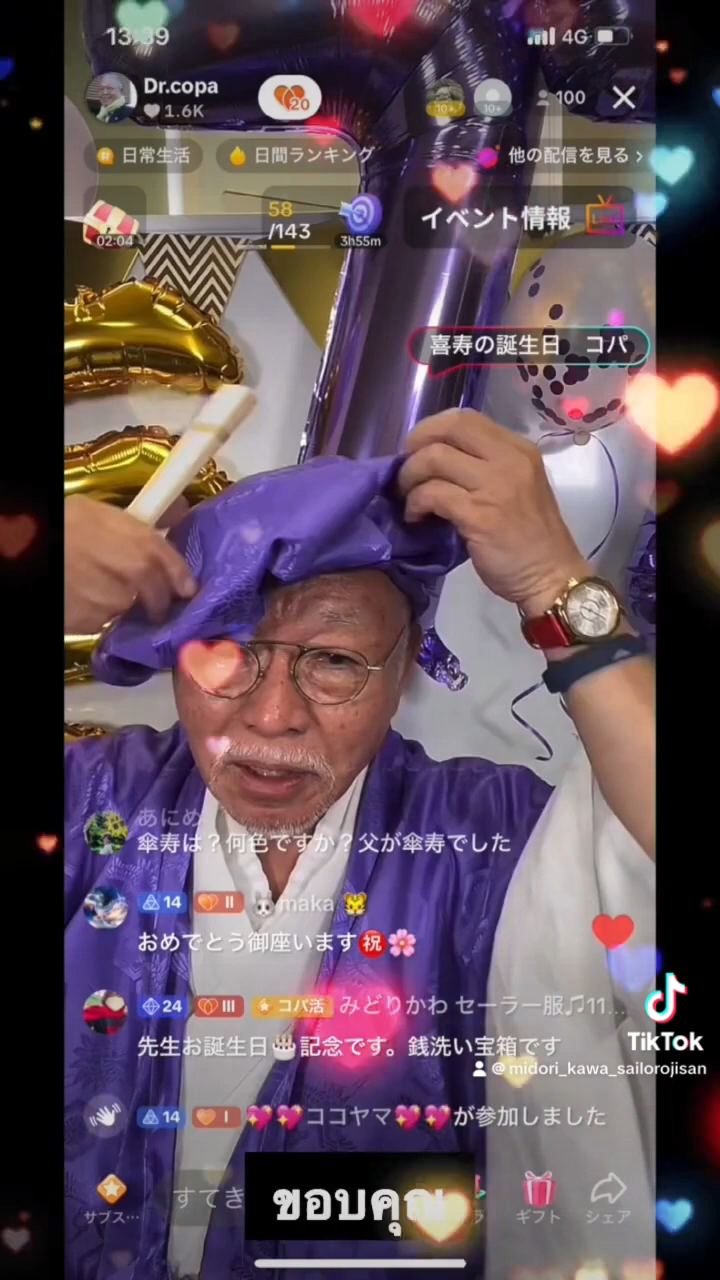 13:39
4G
Dr.copa
1.6K
20
10+
10+
100
日常生活
日間ランキング
他の配信を見る
02:04
58
/143
3h55m
イベント情報
喜寿の誕生日 コパ
あにめ
傘寿は？何色ですか？父が傘寿でした
14 II 🐰maka 🐯
おめでとう御座います㊗️🌸
24 III コパ活 みどりかわ セーラー服♫11...
先生お誕生日🎂記念です。銭洗い宝箱です
14 I 💖💖ココヤマ💖💖が参加しました
TikTok
@midori_kawa_sailorojisan
サブス…
すてき
ขอบคุณ
ラ
ギフト
シェア